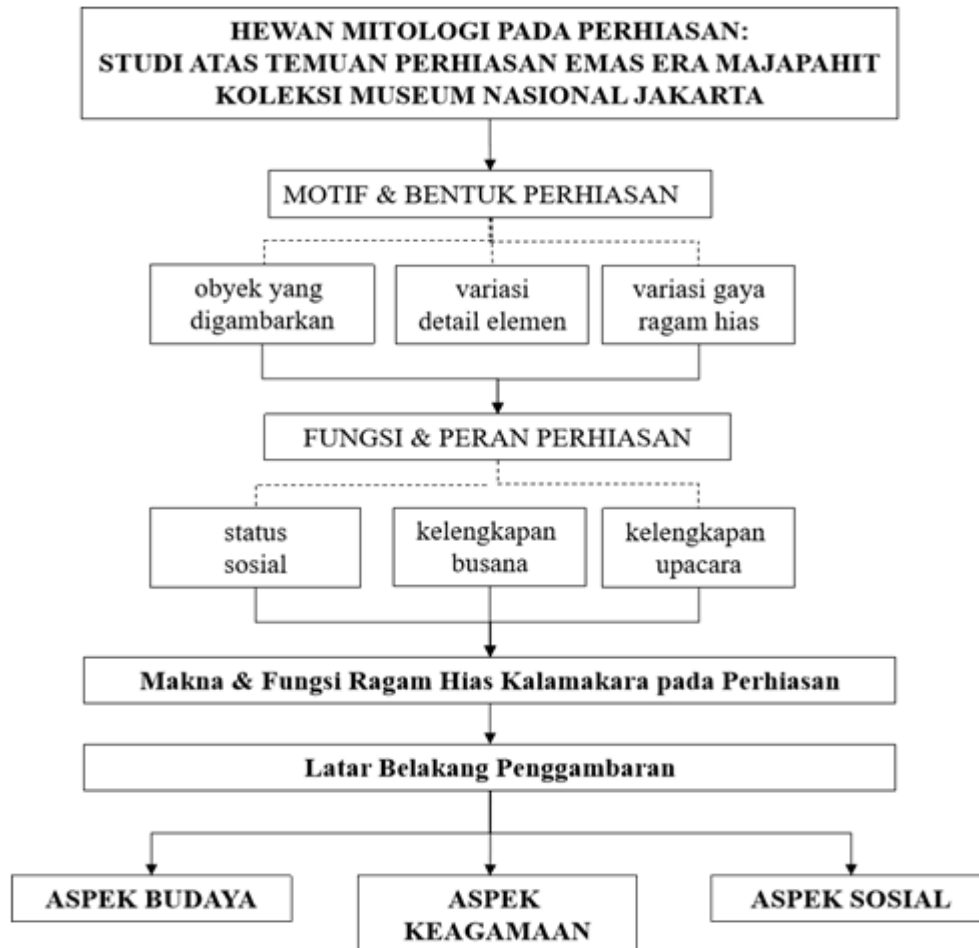 HEWAN MITOLOGI PADA PERHIASAN:
STUDI ATAS TEMUAN PERHIASAN EMAS ERA MAJAPAHIT
KOLEKSI MUSEUM NASIONAL JAKARTA
MOTIF & BENTUK PERHIASAN
obyek yang
digambarkan
variasi
detail elemen
variasi gaya
ragam hias
FUNGSI & PERAN PERHIASAN
status
sosial
kelengkapan
busana
kelengkapan
upacara
Makna & Fungsi Ragam Hias Kalamakara pada Perhiasan
Latar Belakang Penggambaran
ASPEK BUDAYA
ASPEK
KEAGAMAAN
ASPEK SOSIAL